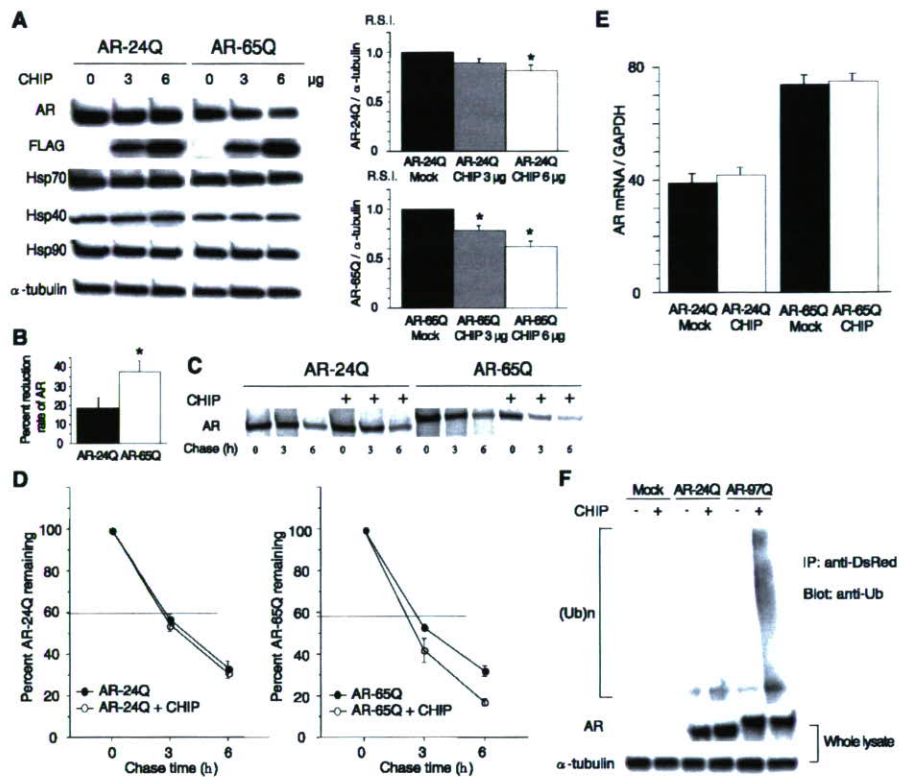 A
AR-24Q AR-65Q
CHIP 0 3 6 0 3 6 µg
AR
FLAG
Hsp70
Hsp40
Hsp90
α-tubulin
R.S.I.
AR-24Q / α-tubulin
1.0
0.5
0
AR-24Q Mock
AR-24Q CHIP 3 µg
AR-24Q CHIP 6 µg
*
R.S.I.
AR-65Q / α-tubulin
1.0
0.5
0
AR-65Q Mock
AR-65Q CHIP 3 µg
AR-65Q CHIP 6 µg
* *
E
AR mRNA / GAPDH
80
40
0
AR-24Q Mock
AR-24Q CHIP
AR-65Q Mock
AR-65Q CHIP
B
Percent reduction rate of AR
40
30
20
10
0
*
AR-24Q AR-65Q
C
AR-24Q AR-65Q
CHIP + + + + + +
AR
Chase (h) 0 3 6 0 3 6 0 3 6 0 3 6
D
Percent AR-24Q remaining
100
80
60
40
20
0
AR-24Q
AR-24Q + CHIP
0 3 6
Chase time (h)
Percent AR-65Q remaining
100
80
60
40
20
0
AR-65Q
AR-65Q + CHIP
0 3 6
Chase time (h)
F
Mock AR-24Q AR-97Q
CHIP - + - + - +
(Ub)n
IP: anti-DsRed
Blot: anti-Ub
AR
α-tubulin
Whole lysate